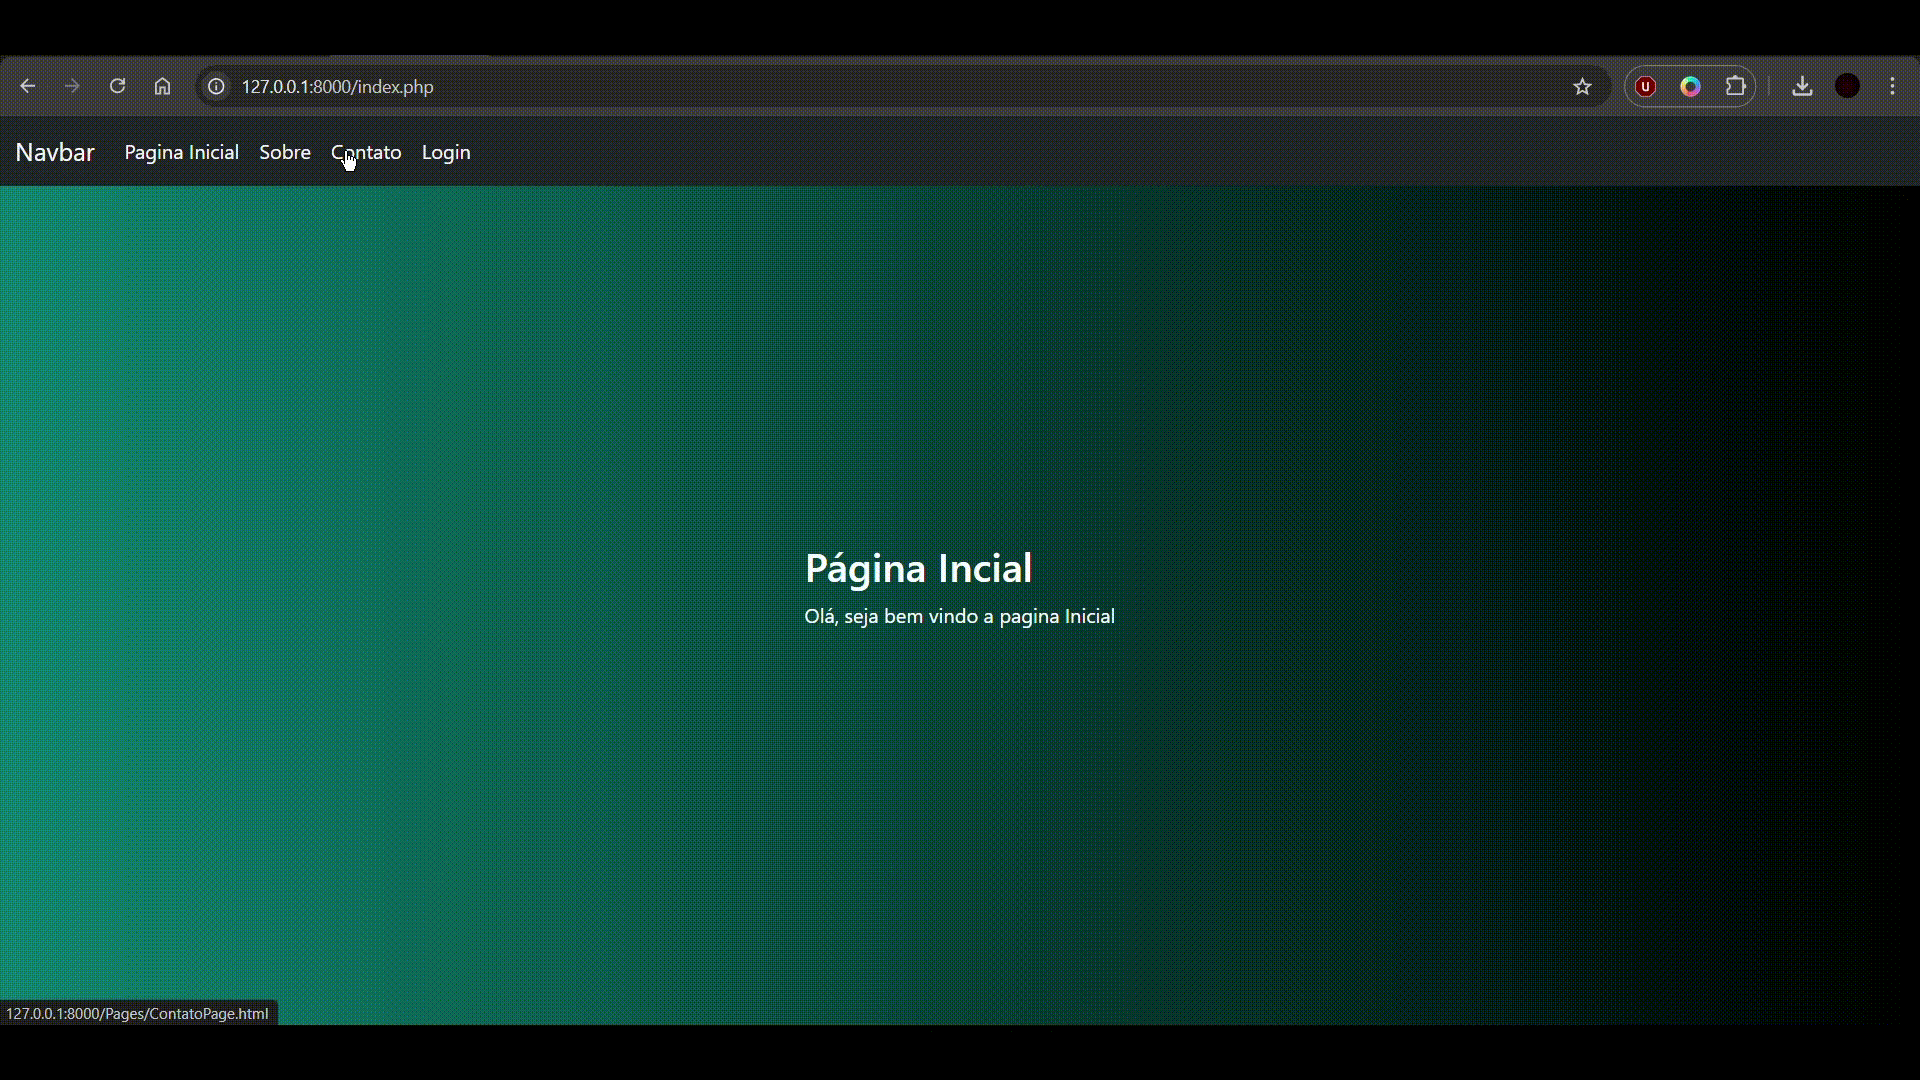 127.0.0.1:8000/index.php
Navbar Pagina Inicial Sobre Contato Login
Página Incial
Olá, seja bem vindo a pagina Inicial
127.0.0.1:8000/Pages/ContatoPage.html